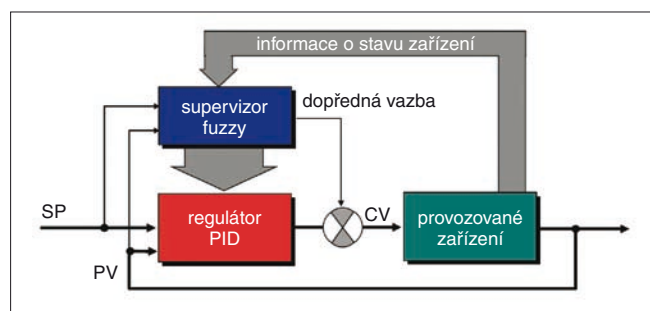 informace o stavu zařízení
supervizor
fuzzy
dopředná vazba
SP
regulátor
PID
CV
provozované
zařízení
PV